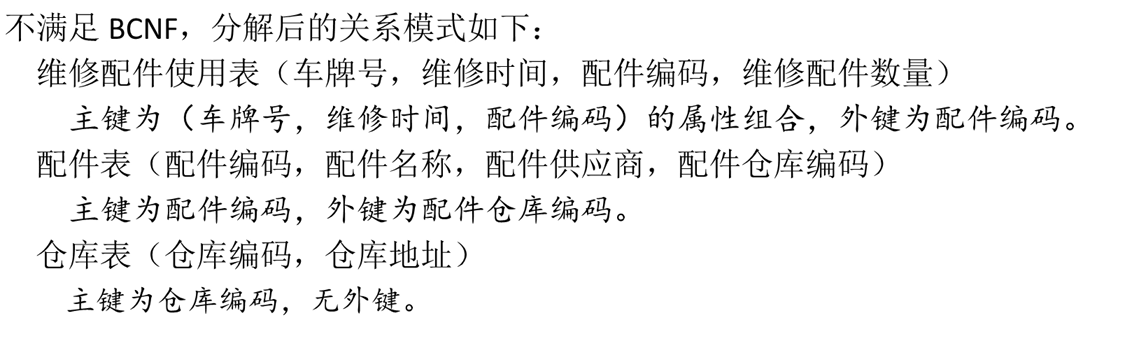 不满足 BCNF，分解后的关系模式如下：
维修配件使用表（车牌号，维修时间，配件编码，维修配件数量）
主键为（车牌号，维修时间，配件编码）的属性组合，外键为配件编码。
配件表（配件编码，配件名称，配件供应商，配件仓库编码）
主键为配件编码，外键为配件仓库编码。
仓库表（仓库编码，仓库地址）
主键为仓库编码，无外键。